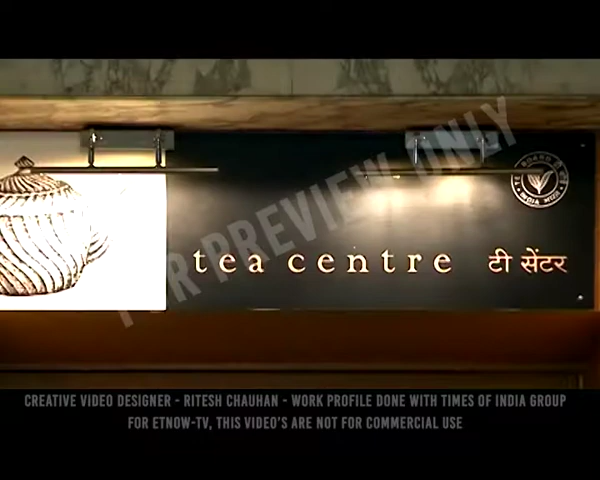 FOR PREVIEW ONLY
tea centre टी सेंटर
CREATIVE VIDEO DESIGNER - RITESH CHAUHAN - WORK PROFILE DONE WITH TIMES OF INDIA GROUP
FOR ETNOW-TV, THIS VIDEO'S ARE NOT FOR COMMERCIAL USE